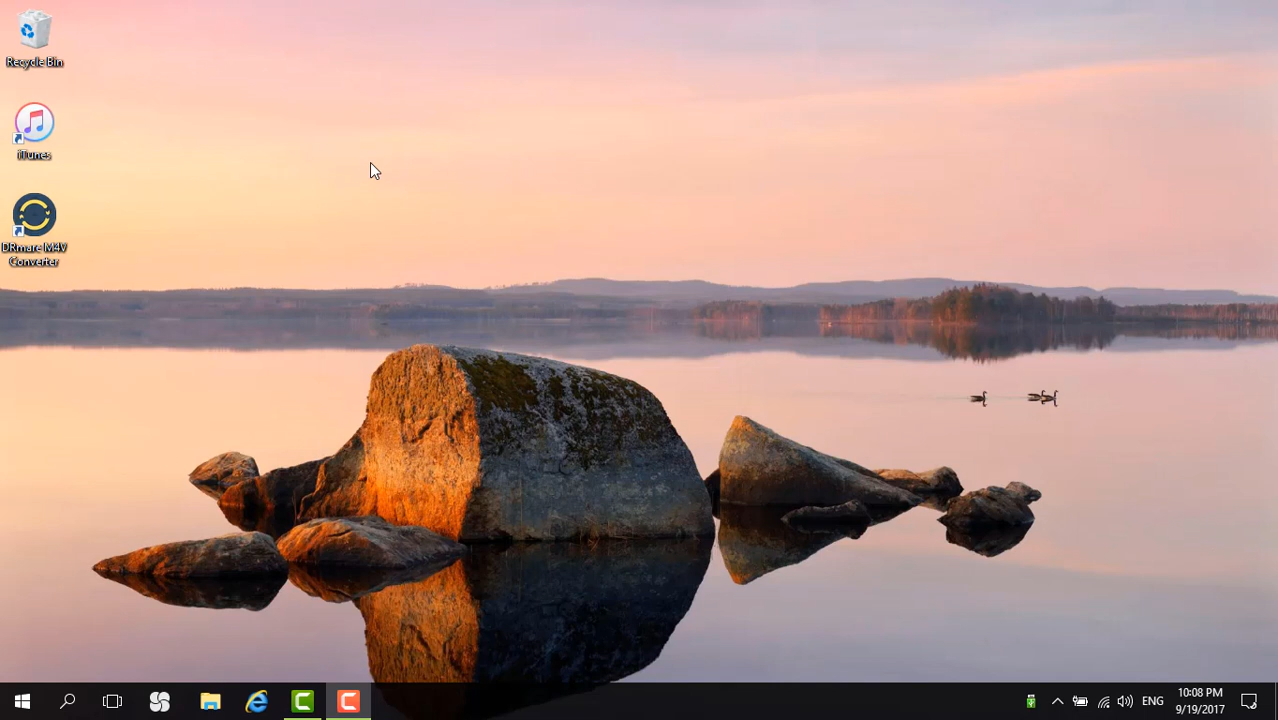 Recycle Bin
iTunes
DRmare M4V
Converter
ENG
10:08 PM
9/19/2017